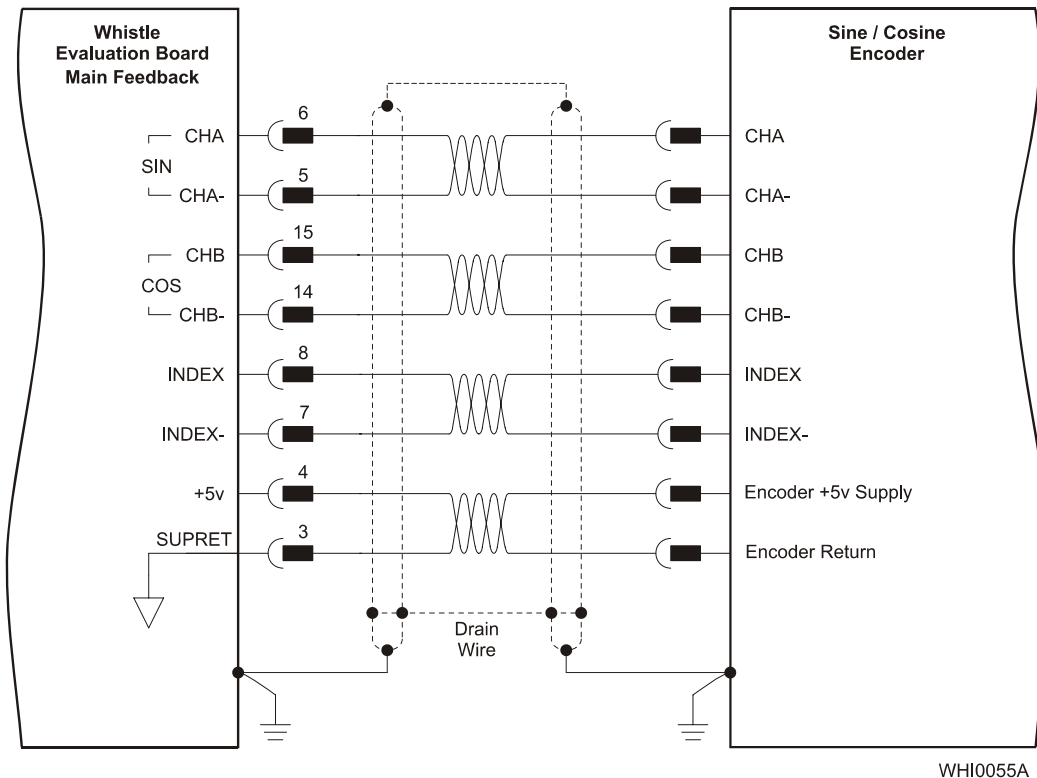 Whistle
Evaluation Board
Main Feedback
Sine / Cosine
Encoder
6
CHA
CHA
SIN
5
CHA-
CHA-
15
CHB
CHB
COS
14
CHB-
CHB-
8
INDEX
INDEX
7
INDEX-
INDEX-
4
+5v
Encoder +5v Supply
3
SUPRET
Encoder Return
Drain
Wire
WHI0055A